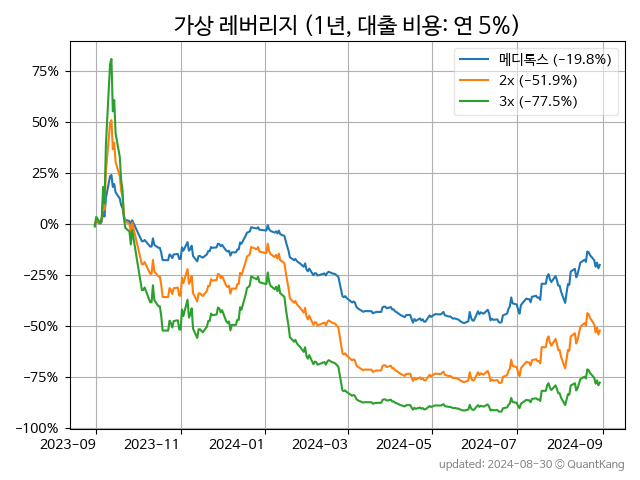 가상 레버리지 (1년, 대출 비용: 연 5%)
메디톡스 (−19.8%)
2x (−51.9%)
3x (−77.5%)
75%
50%
25%
0%
−25%
−50%
−75%
−100%
2023-09 2023-11 2024-01 2024-03 2024-05 2024-07 2024-09
updated: 2024-08-30 © QuantKang